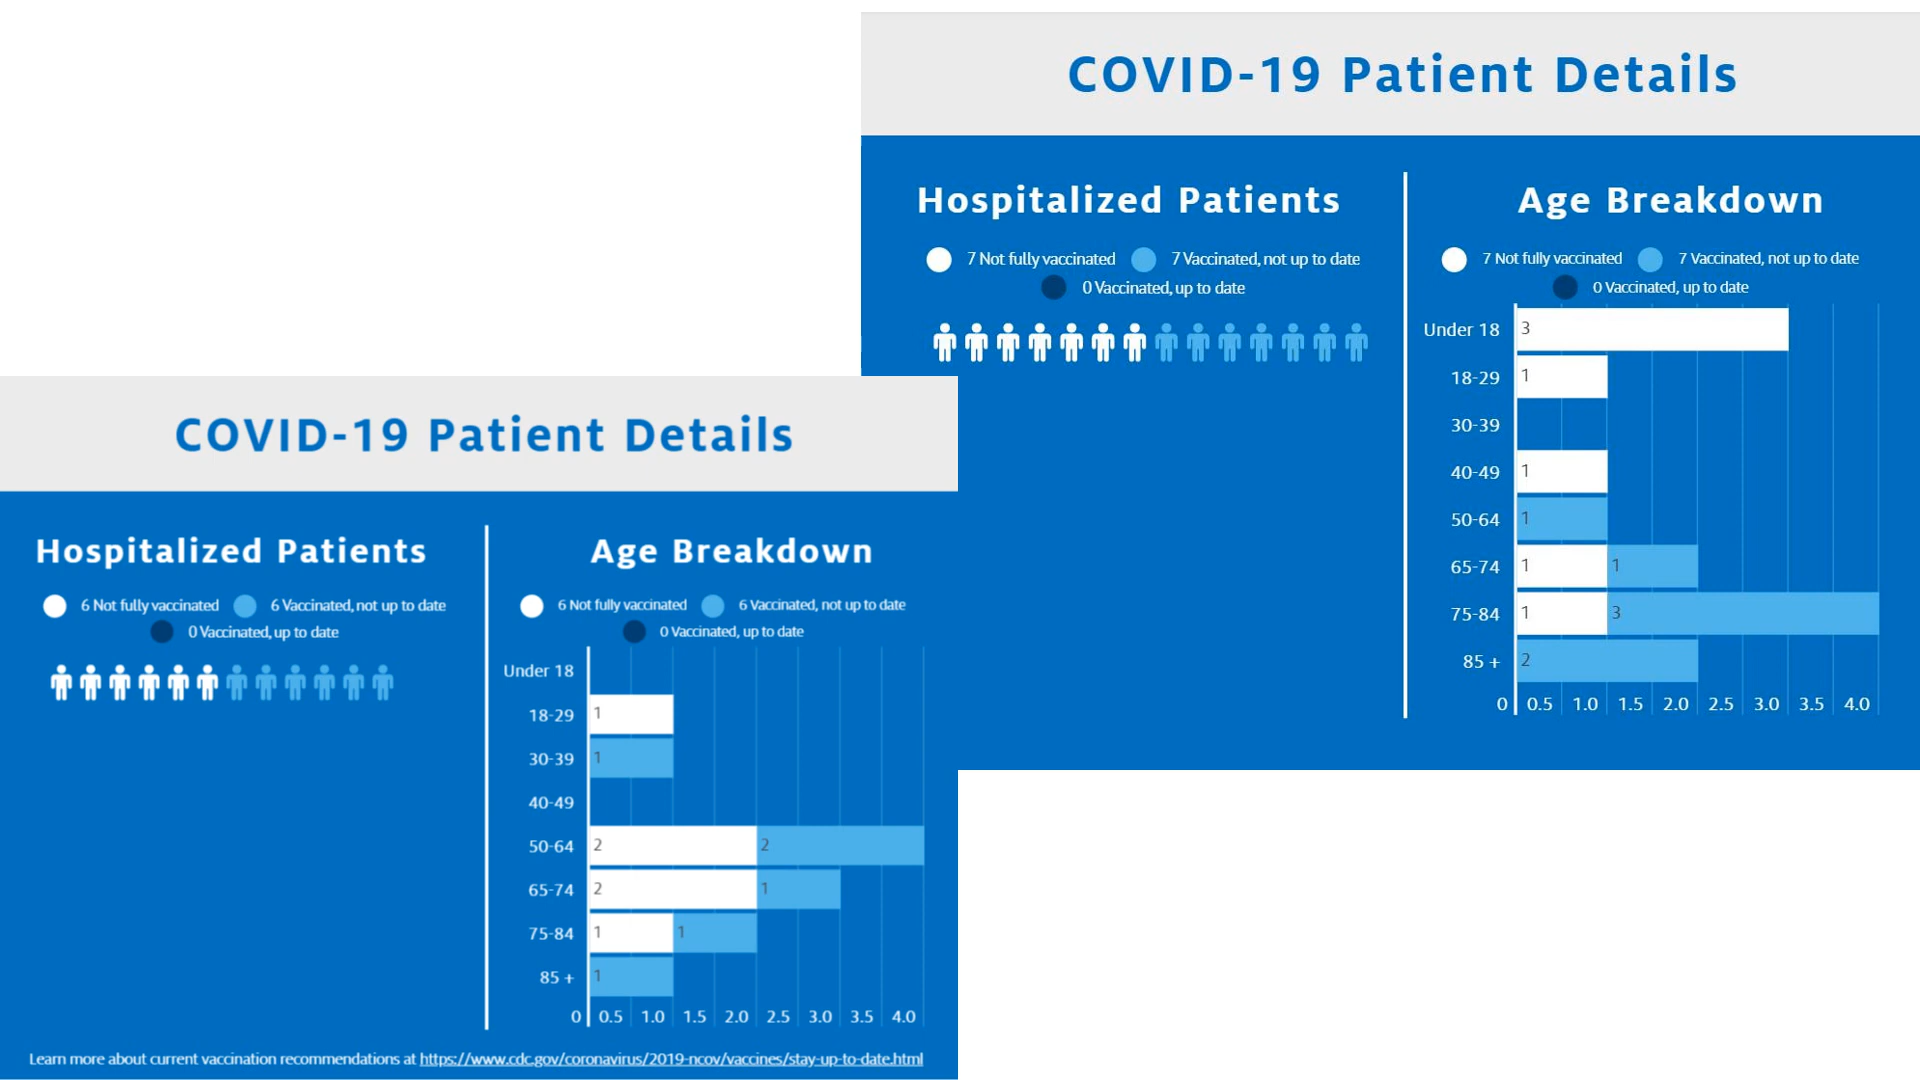 COVID-19 Patient Details
Hospitalized Patients
7 Not fully vaccinated 7 Vaccinated, not up to date
0 Vaccinated, up to date
Age Breakdown
7 Not fully vaccinated 7 Vaccinated, not up to date
0 Vaccinated, up to date
Under 18 3
18-29 1
30-39
40-49 1
50-64 1
65-74 1 1
75-84 1 3
85 + 2
0 0.5 1.0 1.5 2.0 2.5 3.0 3.5 4.0
COVID-19 Patient Details
Hospitalized Patients
6 Not fully vaccinated 6 Vaccinated, not up to date
0 Vaccinated, up to date
Age Breakdown
6 Not fully vaccinated 6 Vaccinated, not up to date
0 Vaccinated, up to date
Under 18
18-29 1
30-39 1
40-49
50-64 2 2
65-74 2 1
75-84 1 1
85 + 1
0 0.5 1.0 1.5 2.0 2.5 3.0 3.5 4.0
Learn more about current vaccination recommendations at https://www.cdc.gov/coronavirus/2019-ncov/vaccines/stay-up-to-date.html